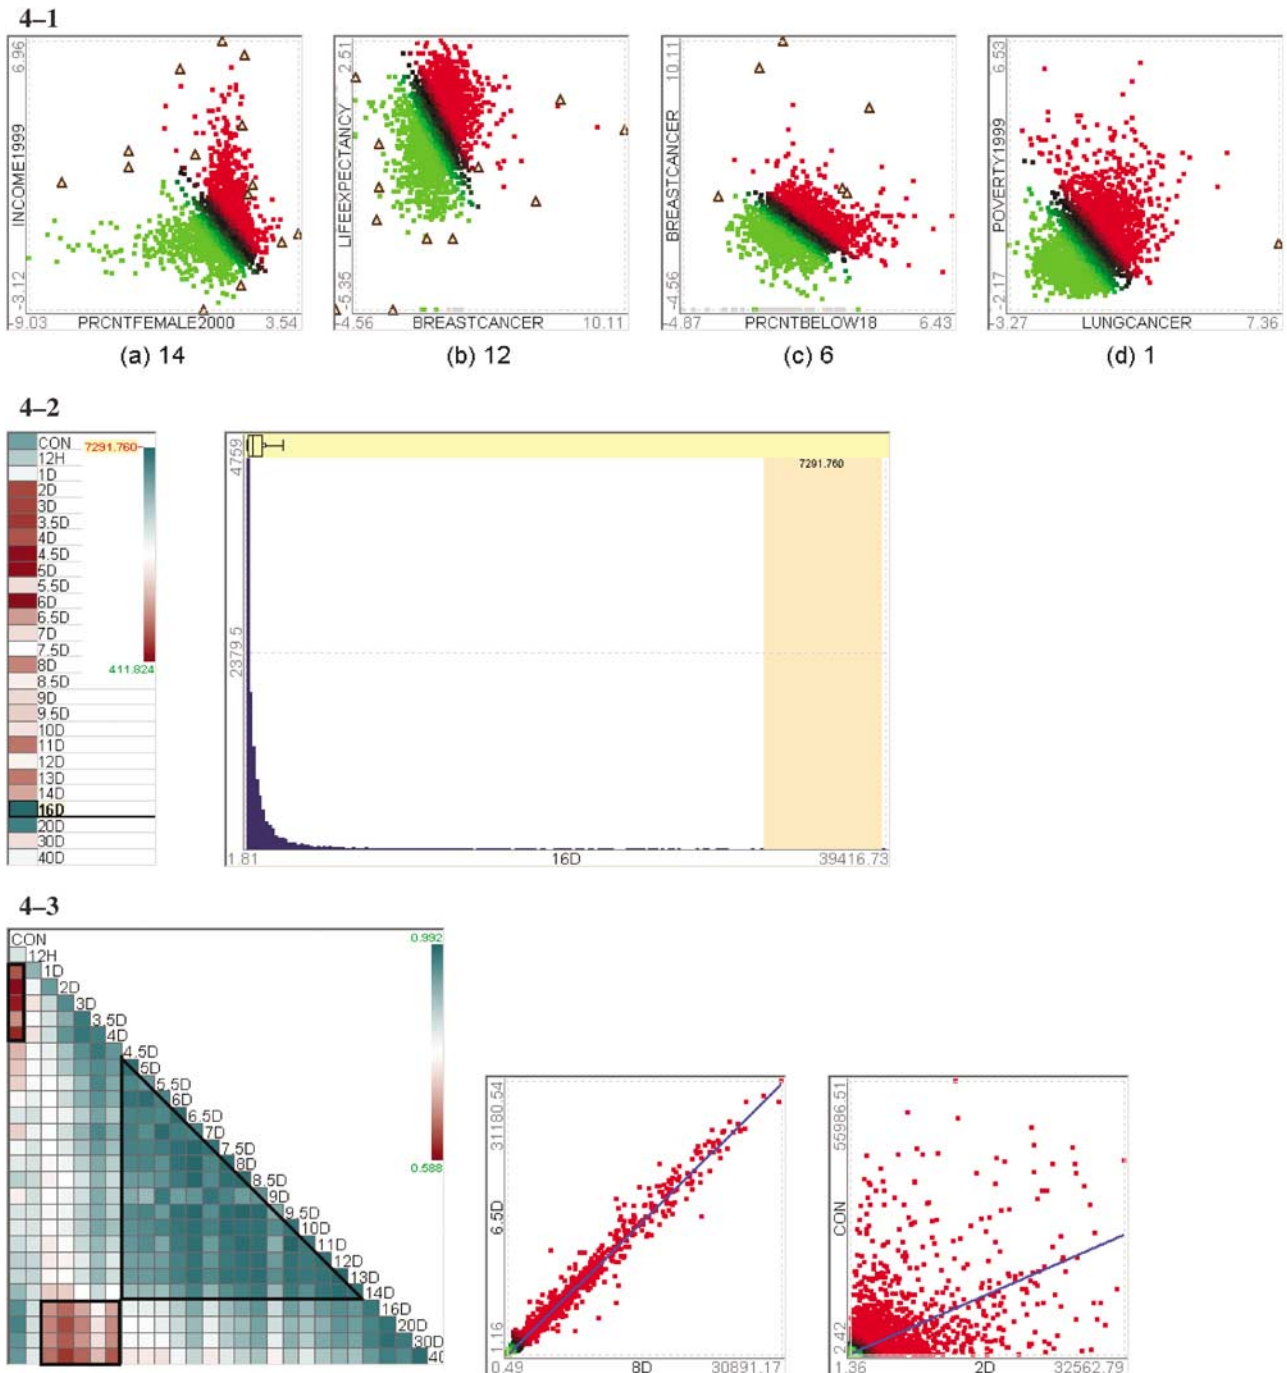 4–1
6.96
INCOME1999
-3.12
-9.03
PRCNTFEMALE2000
3.54
(a) 14
2.51
LIFEEXPECTANCY
-5.35
-4.56
BREASTCANCER
10.11
(b) 12
10.11
BREASTCANCER
-4.56
-4.87
PRCNTBELOW18
6.43
(c) 6
6.53
POVERTY1999
-2.17
-3.27
LUNGCANCER
7.36
(d) 1
4–2
CON
12H
1D
2D
3D
3.5D
4D
4.5D
5D
5.5D
6D
6.5D
7D
7.5D
8D
8.5D
9D
9.5D
10D
11D
12D
13D
14D
16D
20D
30D
40D
7291.760
411.824
4759
2379.5
7291.760
1.81
16D
39416.73
4–3
CON
12H
1D
2D
3D
3.5D
4D
4.5D
5D
5.5D
6D
6.5D
7D
7.5D
8D
8.5D
9D
9.5D
10D
11D
12D
13D
14D
16D
20D
30D
40
0.992
0.588
31180.54
6.5D
1.16
0.49
8D
30891.17
55986.51
CON
2.42
1.36
2D
32562.79